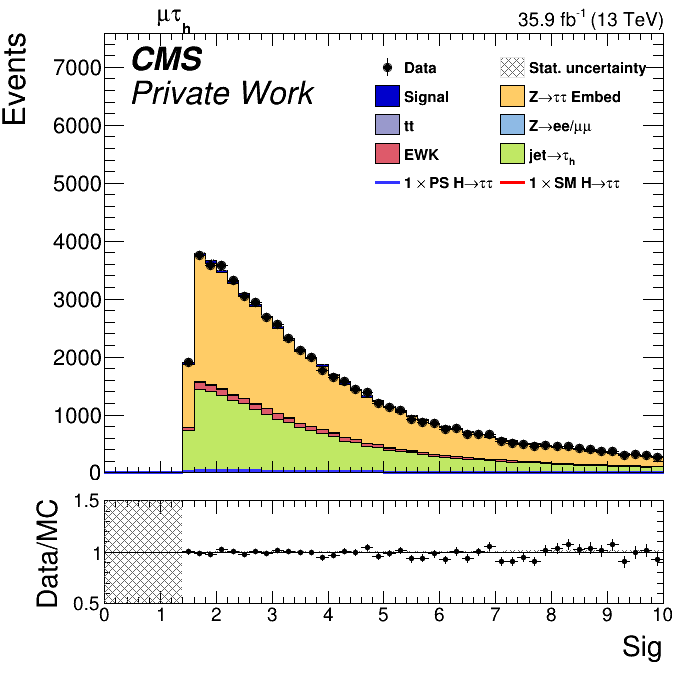 μτh 35.9 fb⁻¹ (13 TeV)
Events
CMS
Private Work
Data Stat. uncertainty
Signal Z→ττ Embed
tt Z→ee/μμ
EWK jet→τh
1 × PS H→ττ 1 × SM H→ττ
7000
6000
5000
4000
3000
2000
1000
0
Data/MC
1.5
1
0.5
0 1 2 3 4 5 6 7 8 9 10
Sig